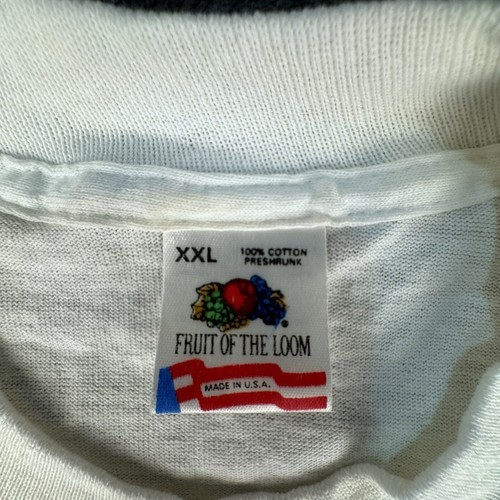 XXL
100% COTTON
PRESHRUNK
®
FRUIT OF THE LOOM
MADE IN U.S.A.